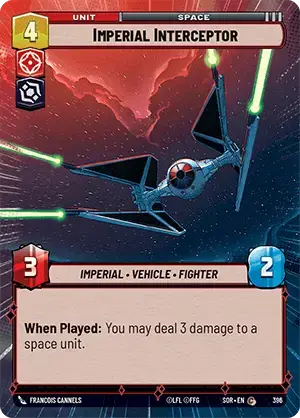 UNIT SPACE
4 IMPERIAL INTERCEPTOR
3 IMPERIAL • VEHICLE • FIGHTER 2
When Played: You may deal 3 damage to a
space unit.
FRANCOIS CANNELS ©LFL ©FFG SOR • EN C 396